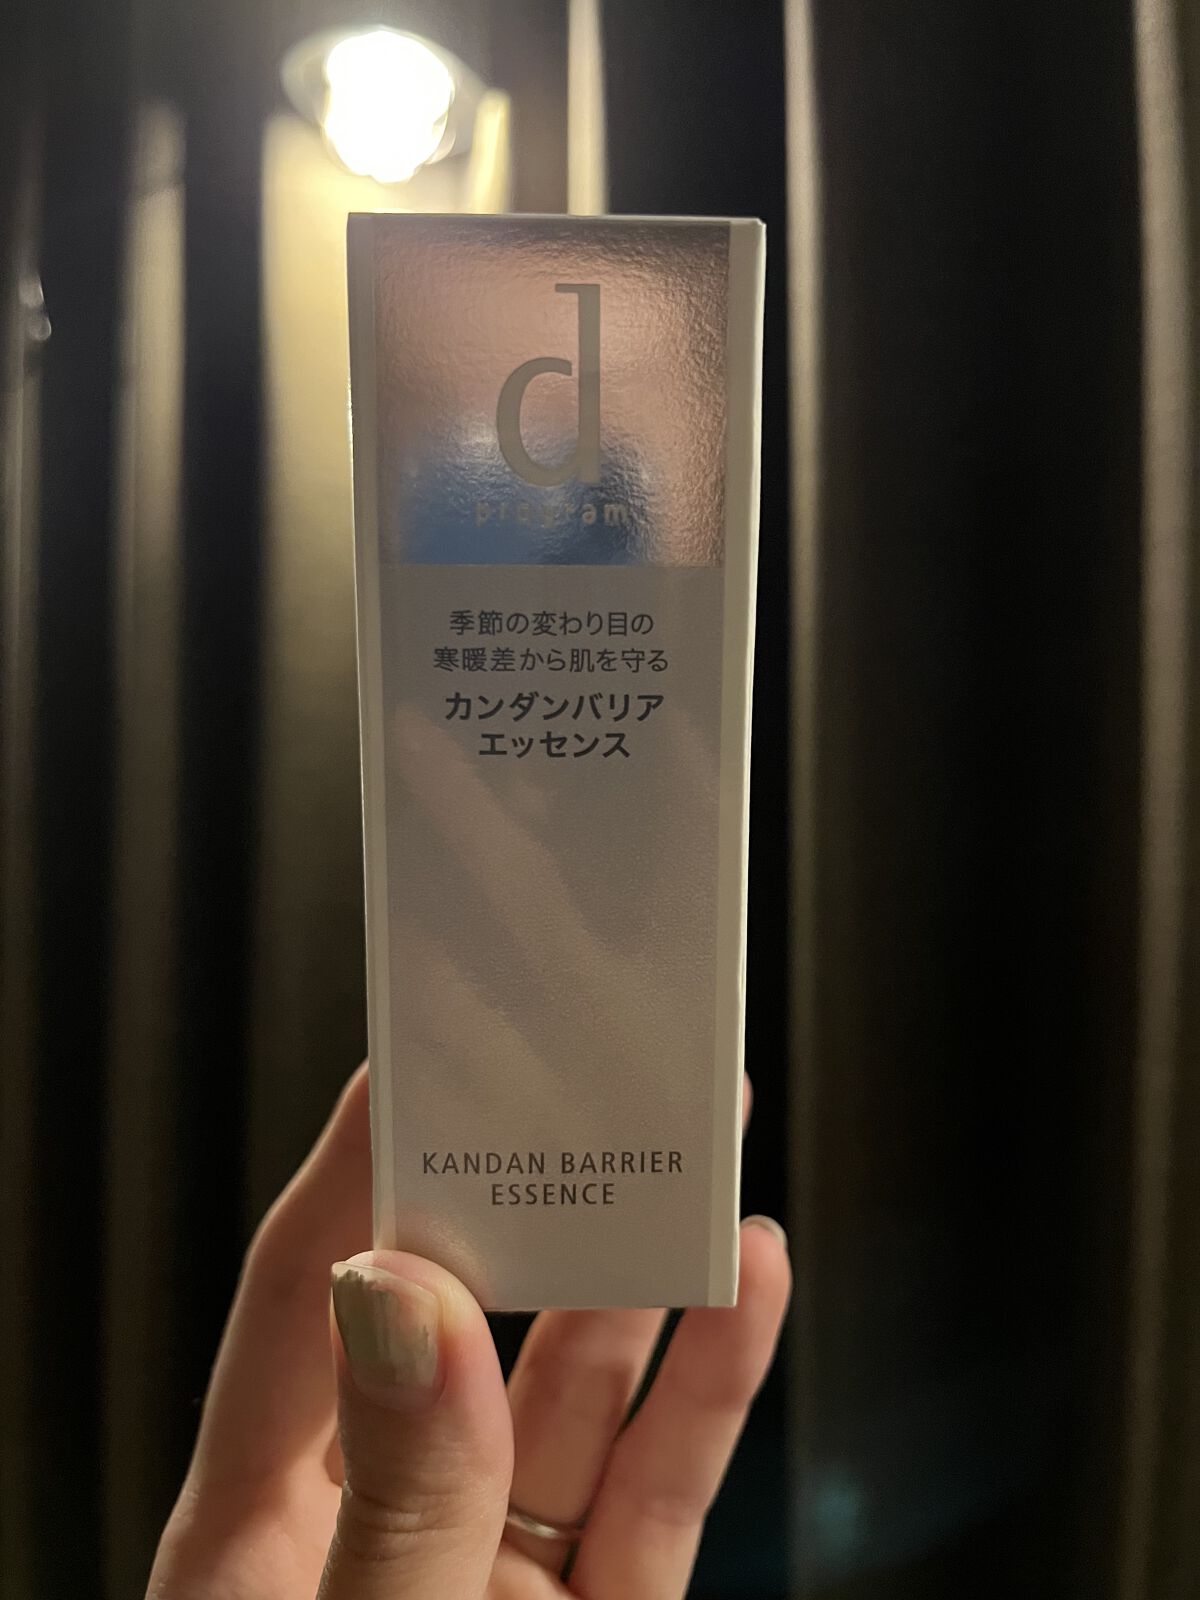 d
program
季節の変わり目の
寒暖差から肌を守る
カンダンバリア
エッセンス
KANDAN BARRIER
ESSENCE